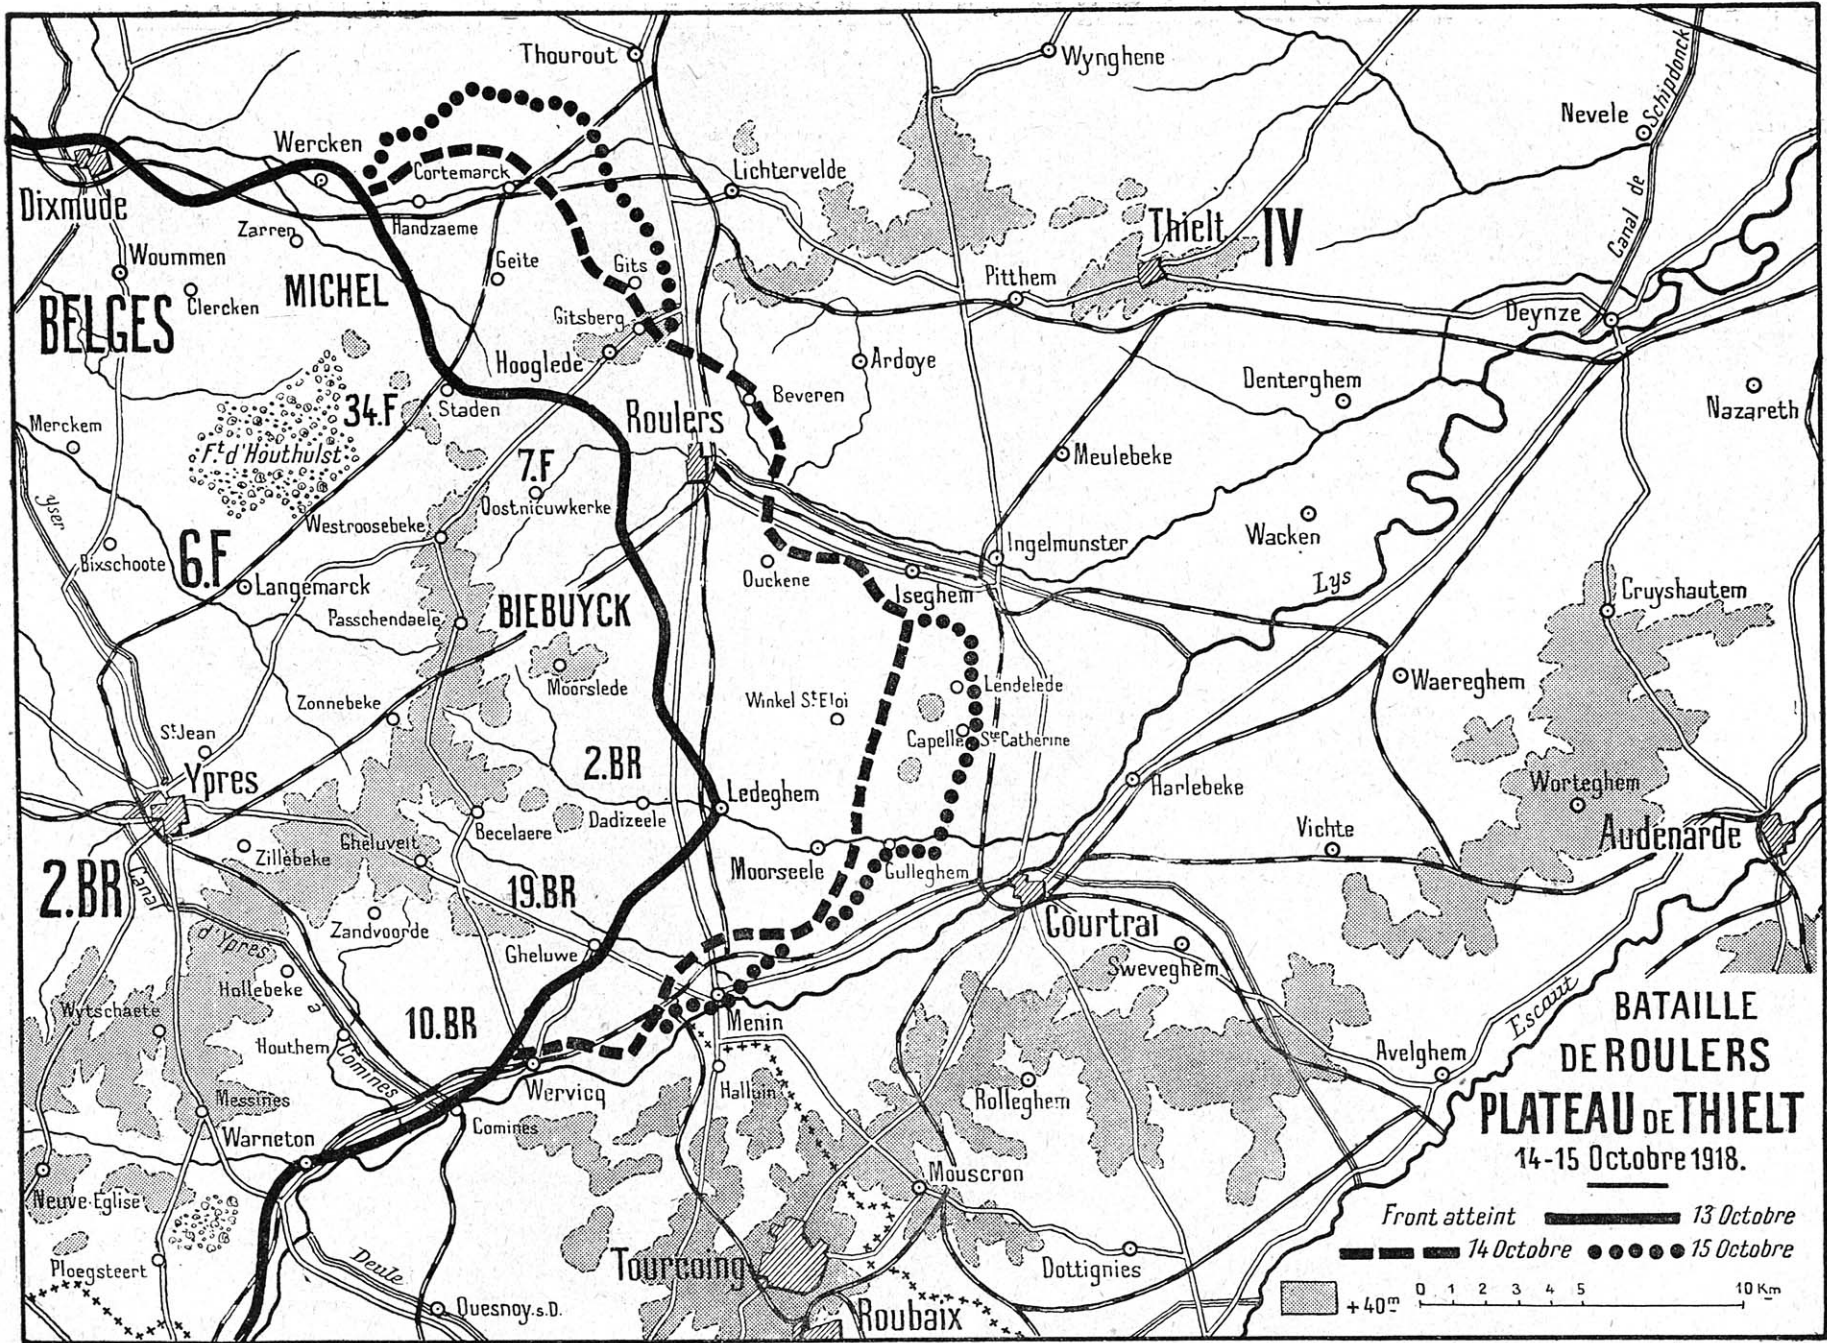 Thourout
Wynghene
Nevele
Canal de Schipdonck
Wercken
Cortemarck
Lichtervelde
Dixmude
Handzaeme
Zarren
Thielt
IV
Woummen
Geite
Gits
Pitthem
MICHEL
Clercken
BELGES
Gitsberg
Deynze
Hooglede
Ardoye
Denterghem
Beveren
Nazareth
34.F
Staden
Roulers
Merckem
Ft d'Houthulst
7.F
Meulebeke
Oostnieuwkerke
Yser
Westroosebeke
Wacken
6.F
Bixschoote
Ingelmunster
Ouckene
Langemarck
Iseghem
Lys
Cruyshautem
Passchendaele
BIEBUYCK
Moorslede
Lendelede
Waereghem
Zonnebeke
Winkel St Eloi
St Jean
Capelle Ste Catherine
Ypres
2.BR
Harlebeke
Worteghem
Ledeghem
Dadizeele
Becelaere
Vichte
Audenarde
Zillebeke
Gheluveit
Moorseele
Gulleghem
2.BR
19.BR
Canal d'Ypres à Comines
Zandvoorde
Courtrai
Gheluwe
Sweveghem
Hollebeke
Escaut
Wytschaete
10.BR
Menin
Houthem
Avelghem
Wervicq
Halluin
Rolleghem
Messines
Comines
Warneton
Mouscron
Neuve-Eglise
Deule
Tourcoing
Dottignies
Ploegsteert
Quesnoy.s.D.
Roubaix
BATAILLE
DE ROULERS
PLATEAU DE THIELT
14-15 Octobre 1918.
Front atteint 13 Octobre
14 Octobre 15 Octobre
+40m
0 1 2 3 4 5 10 Km